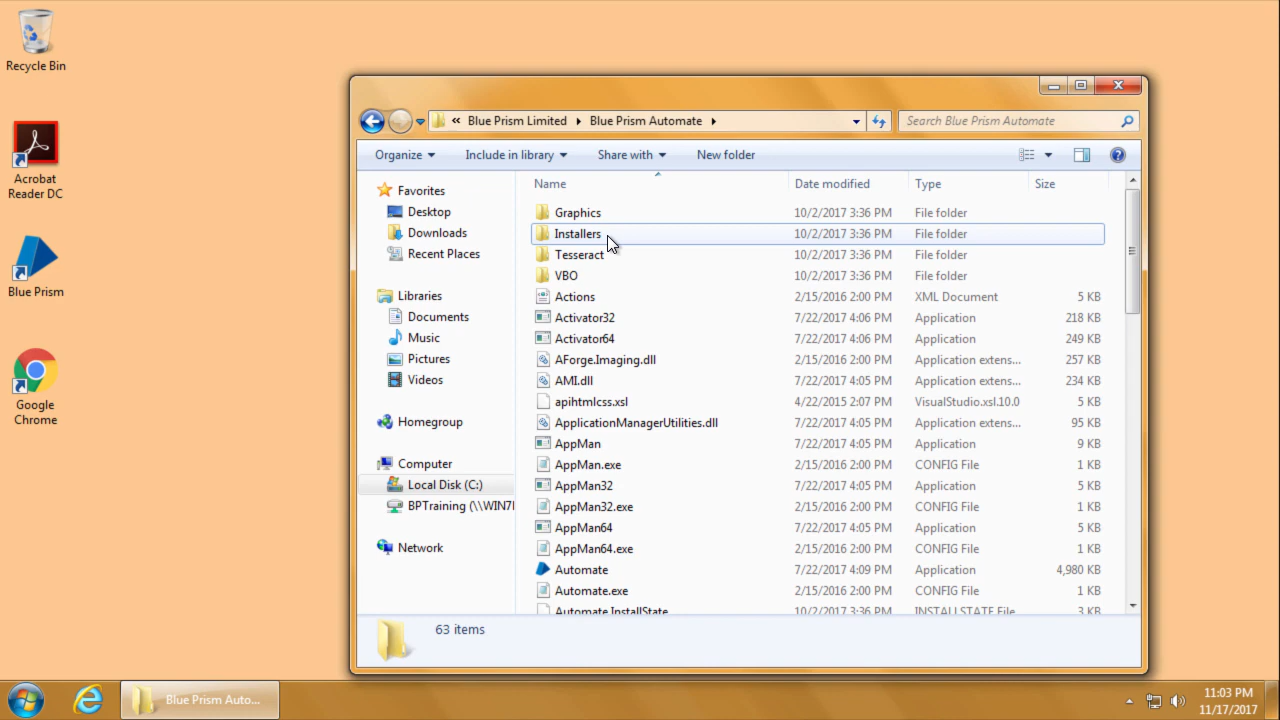 Recycle Bin
Acrobat
Reader DC
Blue Prism
Google
Chrome
« Blue Prism Limited Blue Prism Automate
Search Blue Prism Automate
Organize Include in library Share with New folder
Favorites
Desktop
Downloads
Recent Places
Libraries
Documents
Music
Pictures
Videos
Homegroup
Computer
Local Disk (C:)
BPTraining (\\WIN7
Network
Name Date modified Type Size
Graphics 10/2/2017 3:36 PM File folder
Installers 10/2/2017 3:36 PM File folder
Tesseract 10/2/2017 3:36 PM File folder
VBO 10/2/2017 3:36 PM File folder
Actions 2/15/2016 2:00 PM XML Document 5 KB
Activator32 7/22/2017 4:06 PM Application 218 KB
Activator64 7/22/2017 4:06 PM Application 249 KB
AForge.Imaging.dll 2/15/2016 2:00 PM Application extens... 257 KB
AMI.dll 7/22/2017 4:05 PM Application extens... 234 KB
apihtmlcss.xsl 4/22/2015 2:07 PM VisualStudio.xsl.10.0 5 KB
ApplicationManagerUtilities.dll 7/22/2017 4:05 PM Application extens... 95 KB
AppMan 7/22/2017 4:05 PM Application 9 KB
AppMan.exe 2/15/2016 2:00 PM CONFIG File 1 KB
AppMan32 7/22/2017 4:05 PM Application 5 KB
AppMan32.exe 2/15/2016 2:00 PM CONFIG File 1 KB
AppMan64 7/22/2017 4:05 PM Application 5 KB
AppMan64.exe 2/15/2016 2:00 PM CONFIG File 1 KB
Automate 7/22/2017 4:09 PM Application 4,980 KB
Automate.exe 2/15/2016 2:00 PM CONFIG File 1 KB
Automate.InstallState 10/2/2017 3:36 PM INSTALLSTATE File 3 KB
63 items
Blue Prism Auto...
11:03 PM
11/17/2017